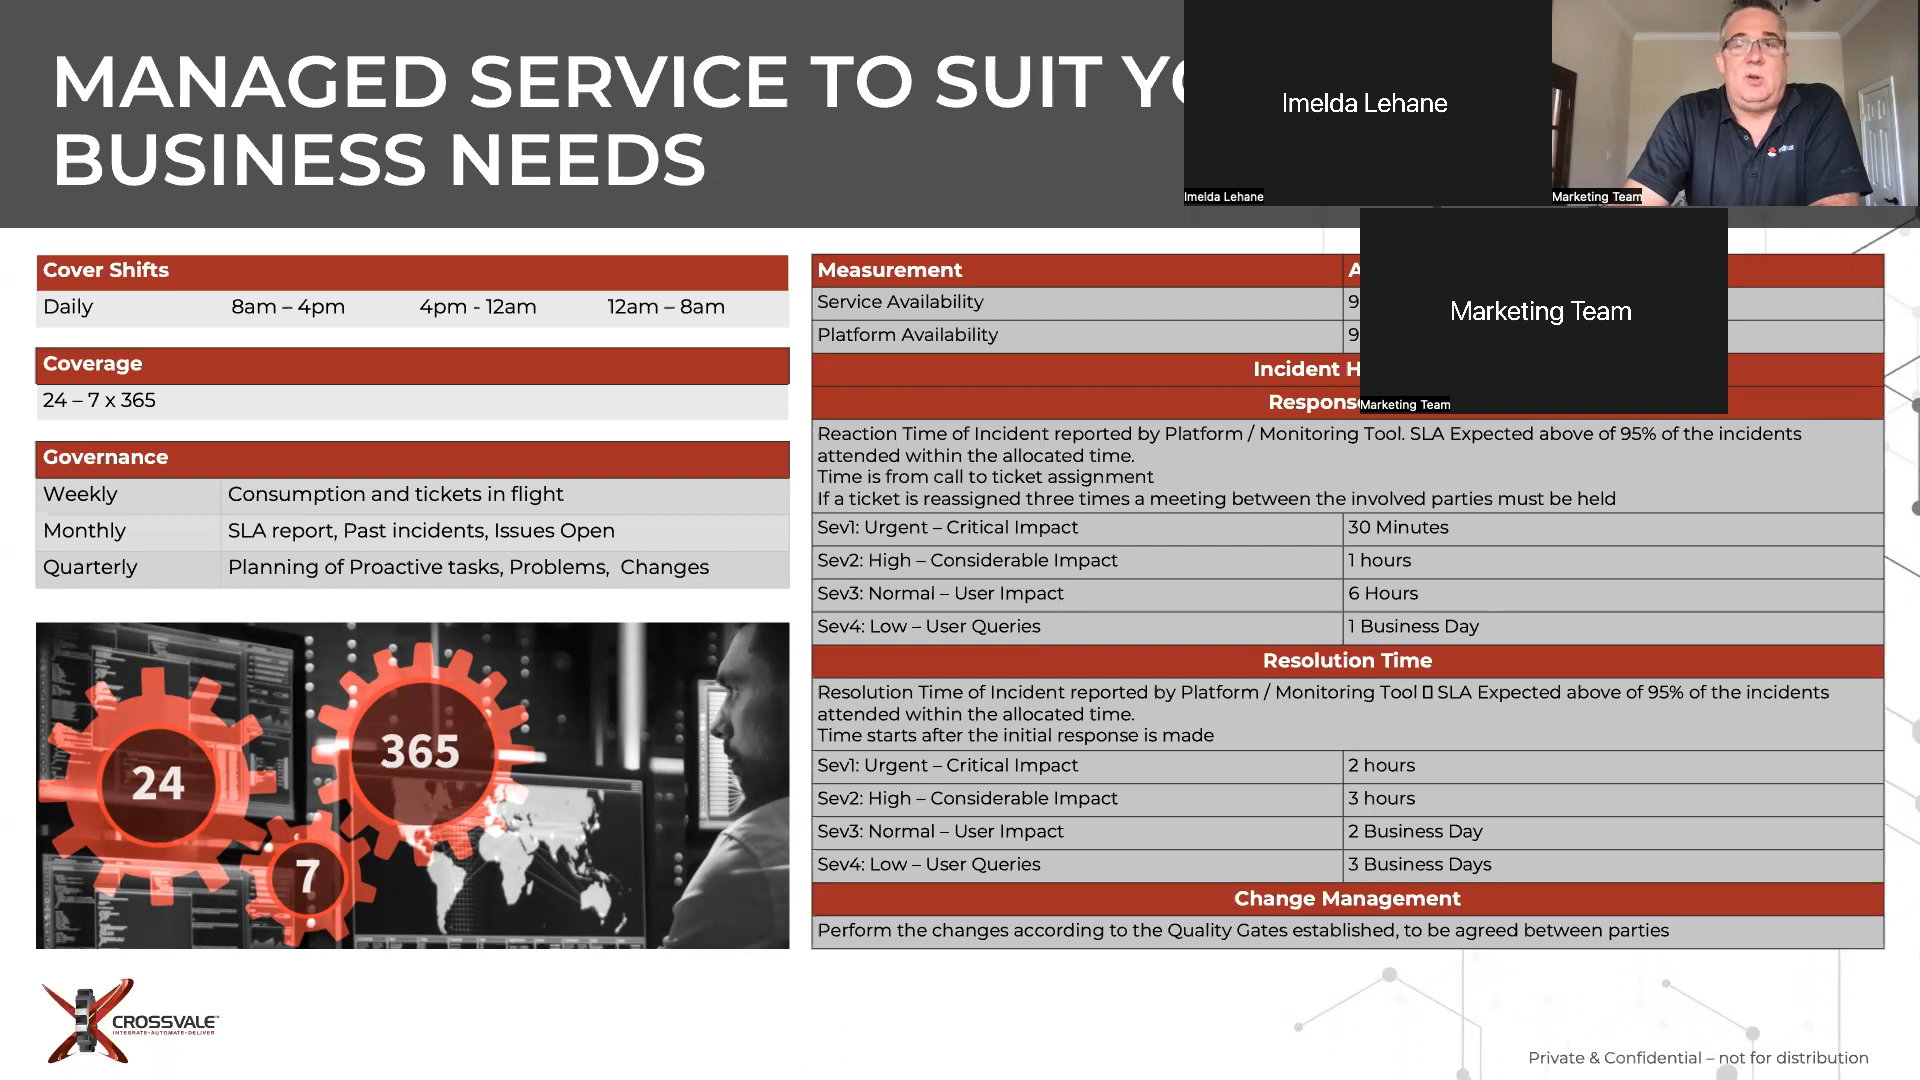 MANAGED SERVICE TO SUIT
BUSINESS NEEDS
Imelda Lehane
Imelda Lehane
Marketing Team
Marketing Team
Marketing Team
Cover Shifts
Daily 8am – 4pm 4pm - 12am 12am – 8am
Coverage
24 – 7 x 365
Governance
Weekly Consumption and tickets in flight
Monthly SLA report, Past incidents, Issues Open
Quarterly Planning of Proactive tasks, Problems, Changes
24
365
7
Measurement
Service Availability
Platform Availability
Incident
Reaction Time of Incident reported by Platform / Monitoring Tool. SLA Expected above of 95% of the incidents
attended within the allocated time.
Time is from call to ticket assignment
If a ticket is reassigned three times a meeting between the involved parties must be held
Sev1: Urgent – Critical Impact 30 Minutes
Sev2: High – Considerable Impact 1 hours
Sev3: Normal – User Impact 6 Hours
Sev4: Low – User Queries 1 Business Day
Resolution Time
Resolution Time of Incident reported by Platform / Monitoring Tool SLA Expected above of 95% of the incidents
attended within the allocated time.
Time starts after the initial response is made
Sev1: Urgent – Critical Impact 2 hours
Sev2: High – Considerable Impact 3 hours
Sev3: Normal – User Impact 2 Business Day
Sev4: Low – User Queries 3 Business Days
Change Management
Perform the changes according to the Quality Gates established, to be agreed between parties
CROSSVALE
INTEGRATE•AUTOMATE•DELIVER
Private & Confidential – not for distribution